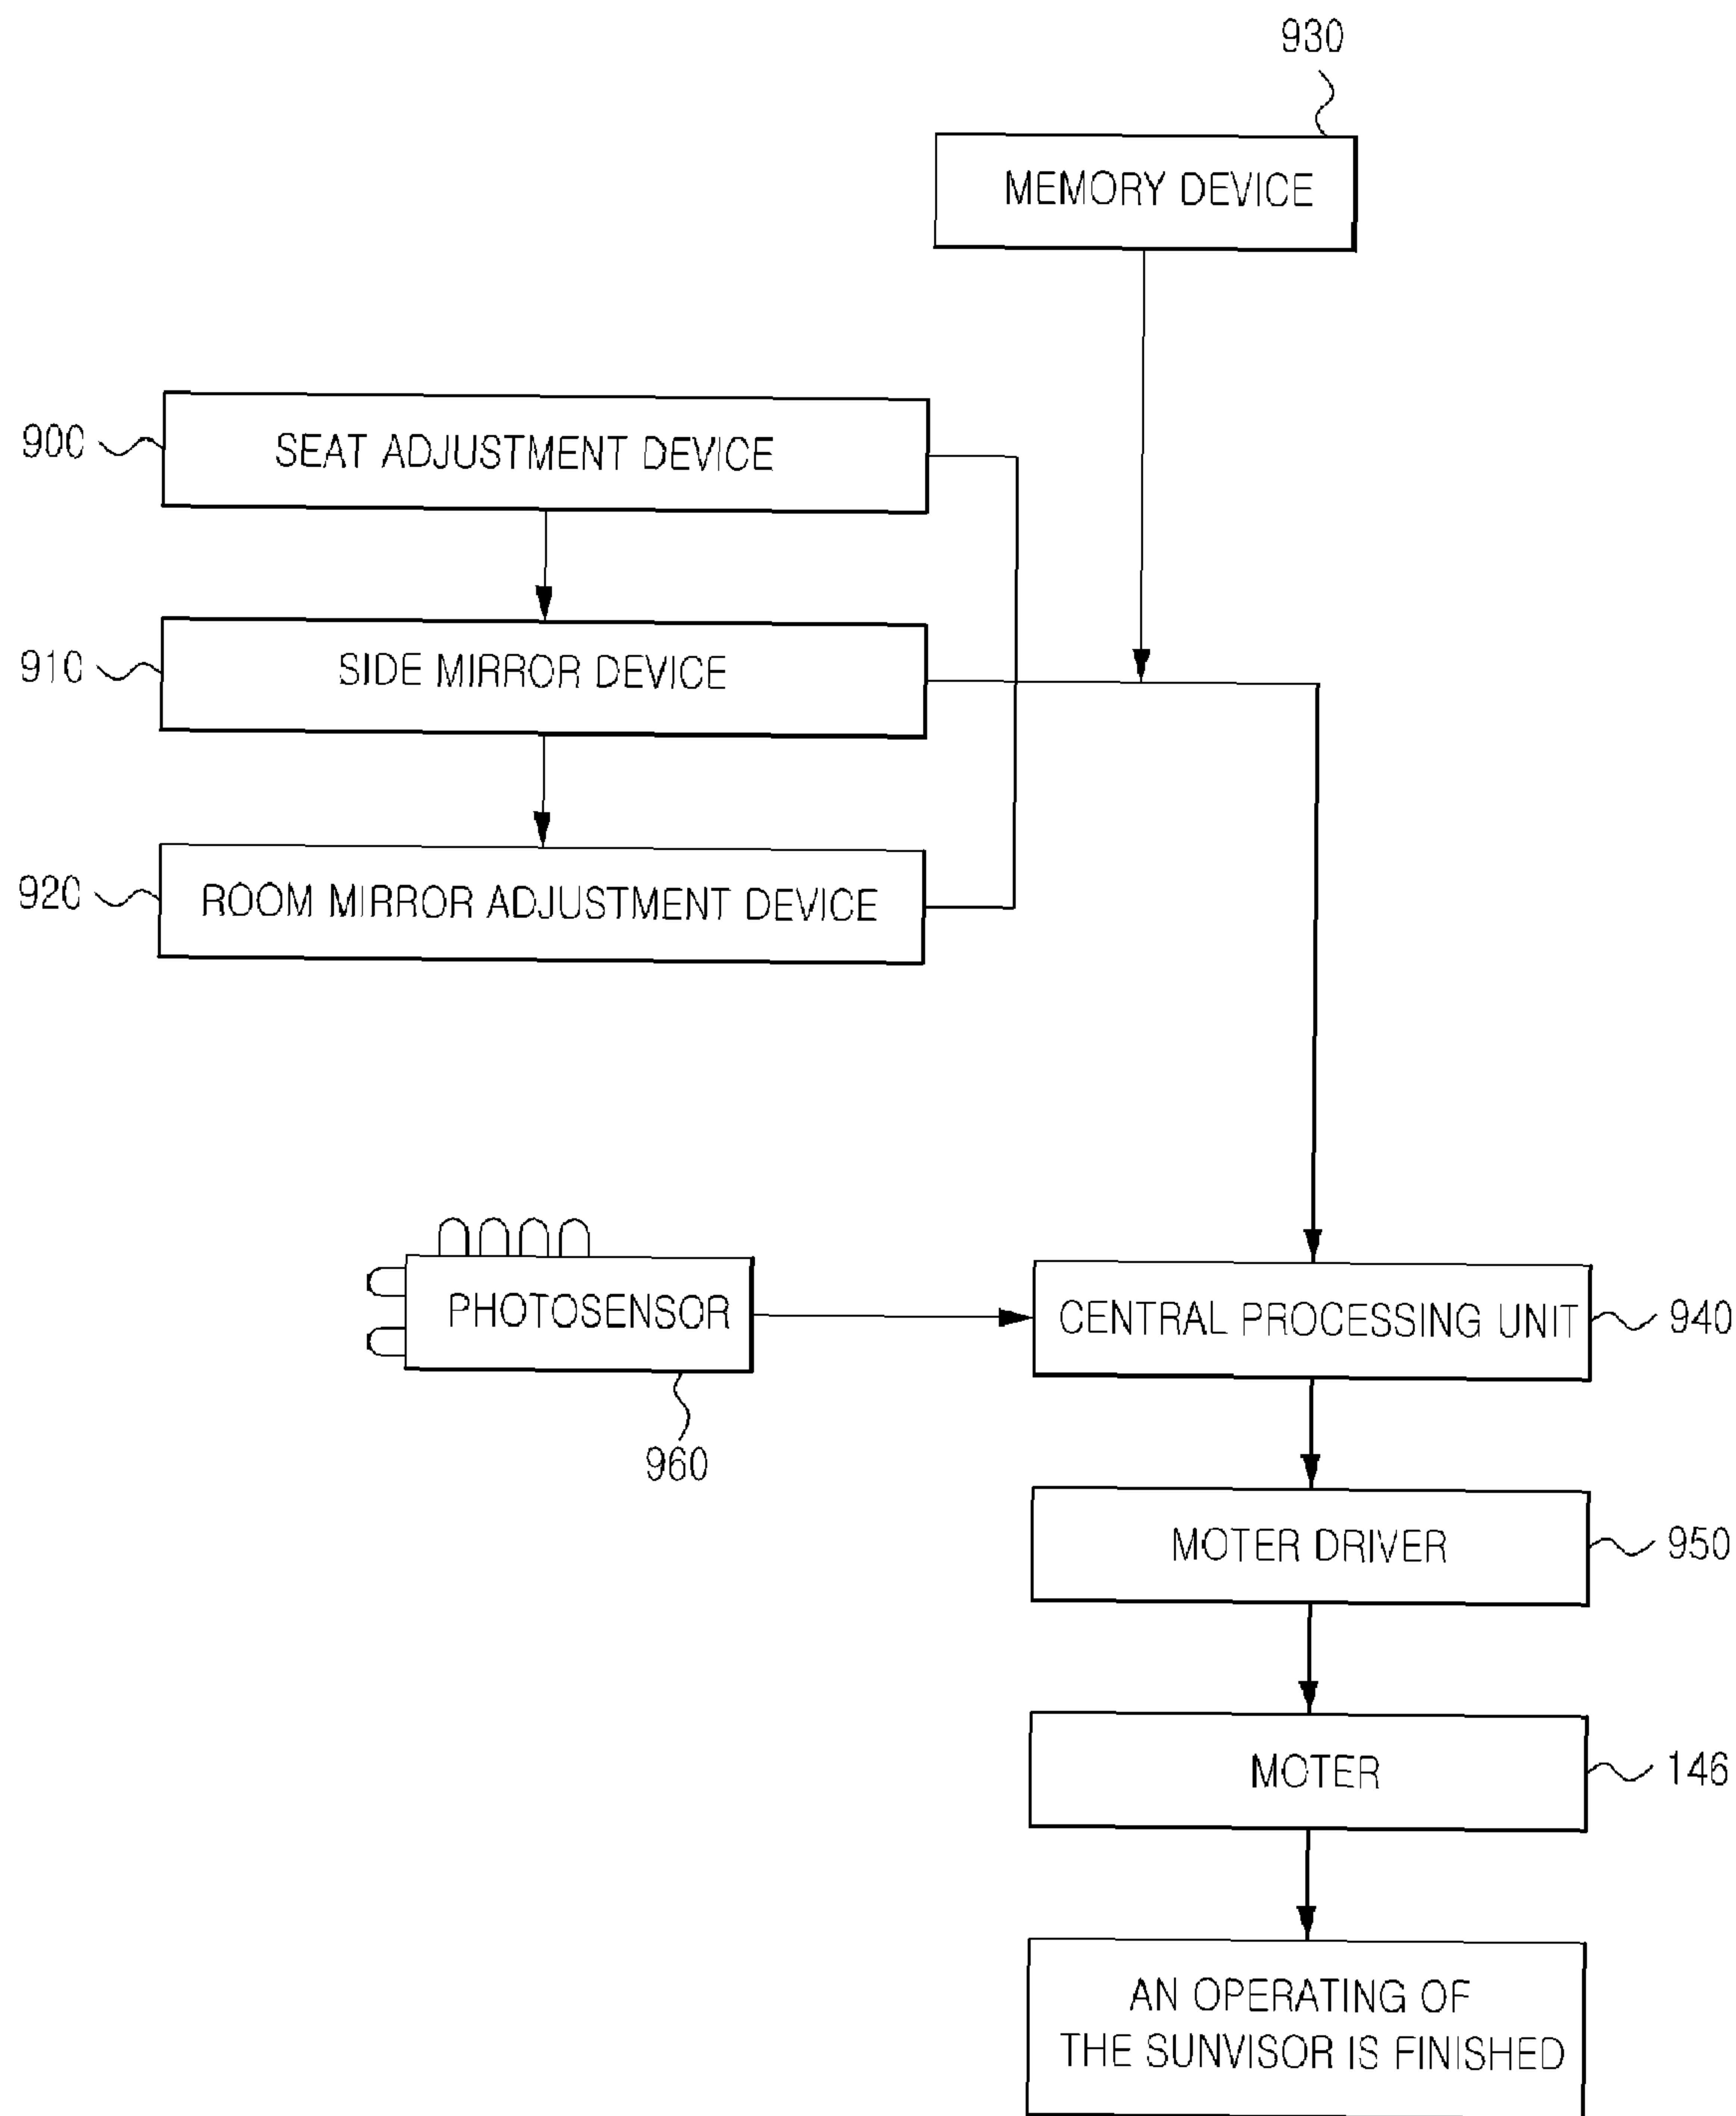 930
MEMORY DEVICE
900
SEAT ADJUSTMENT DEVICE
910
SIDE MIRROR DEVICE
920
ROOM MIRROR ADJUSTMENT DEVICE
PHOTOSENSOR
960
CENTRAL PROCESSING UNIT
940
MOTER DRIVER
950
MOTER
146
AN OPERATING OF
THE SUNVISOR IS FINISHED